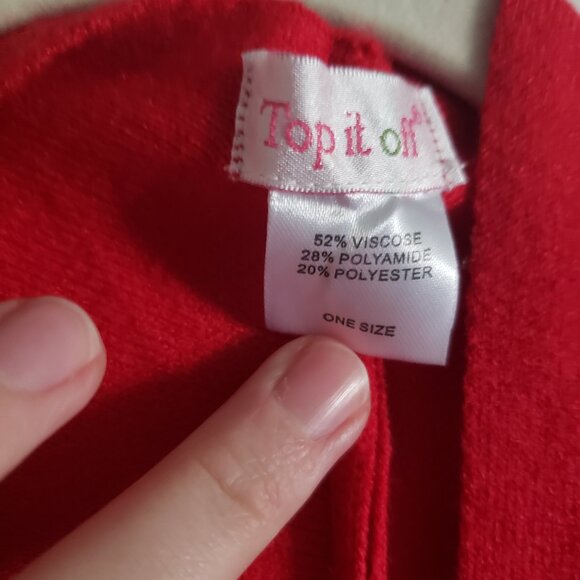 Top it off®
52% VISCOSE
28% POLYAMIDE
20% POLYESTER
ONE SIZE